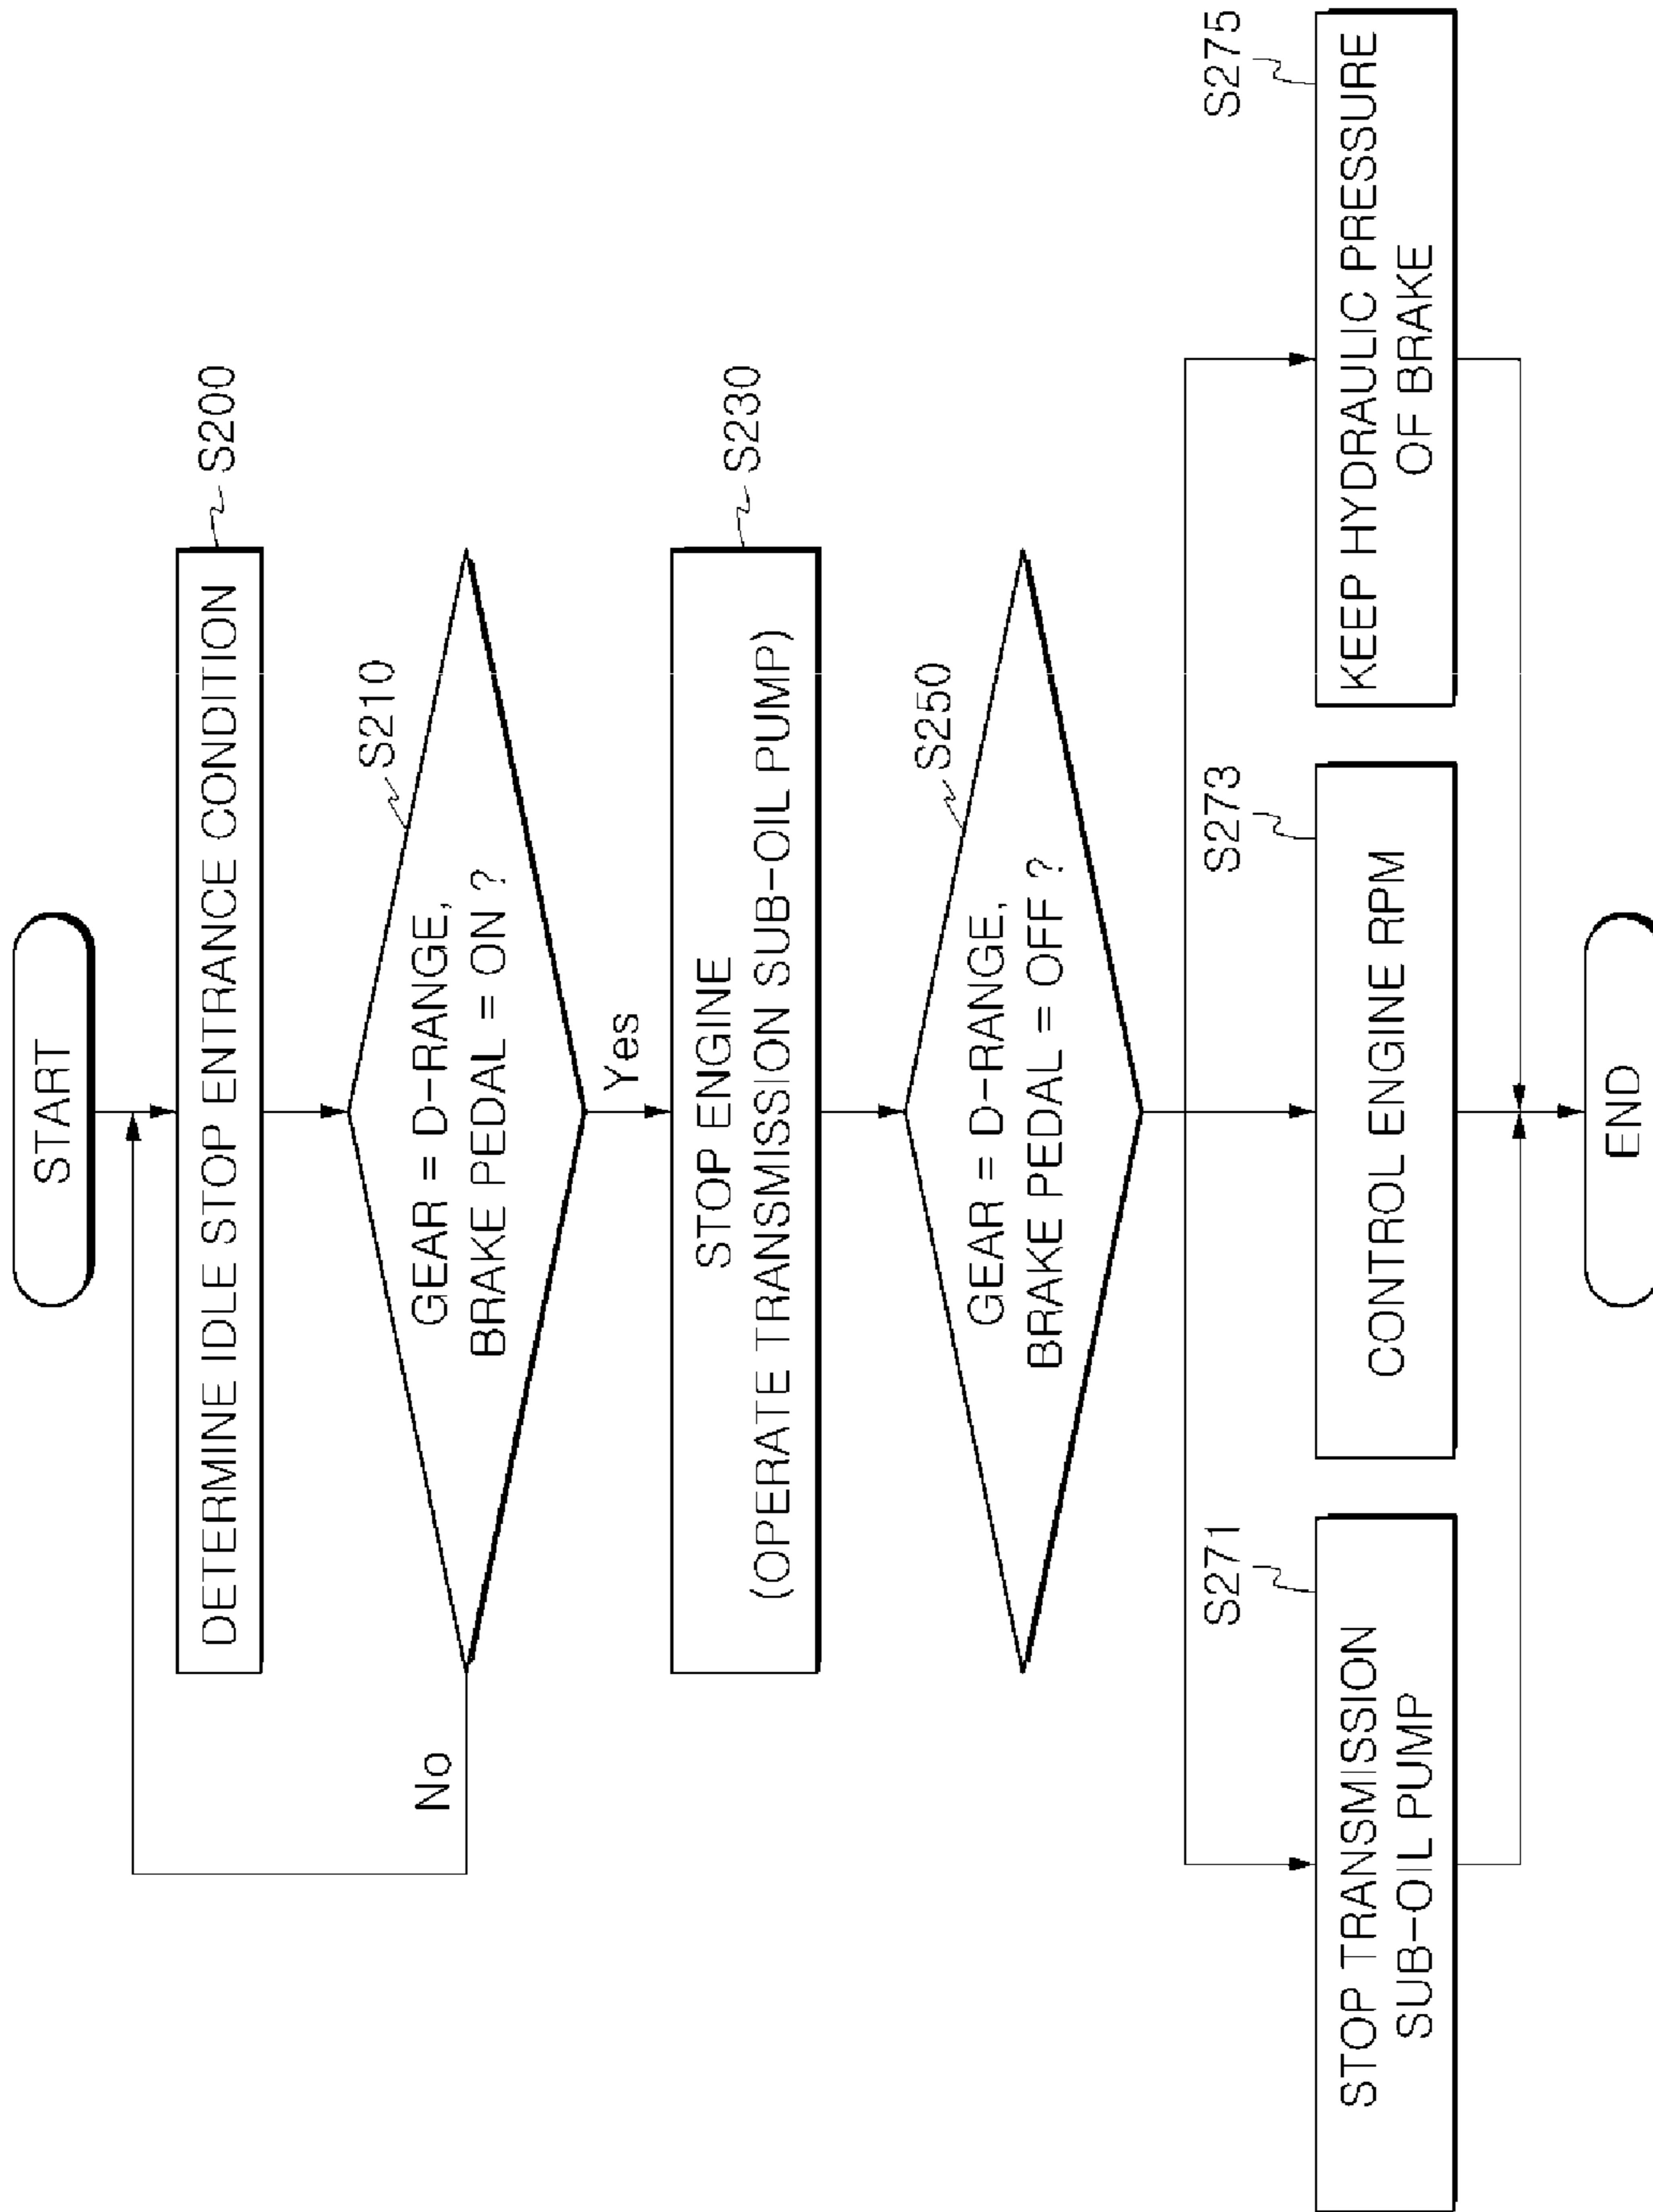 START
DETERMINE IDLE STOP ENTRANCE CONDITION
S200
S210
GEAR = D-RANGE,
BRAKE PEDAL = ON ?
No
Yes
STOP ENGINE
(OPERATE TRANSMISSION SUB-OIL PUMP)
S230
S250
GEAR = D-RANGE,
BRAKE PEDAL = OFF ?
S271
STOP TRANSMISSION
SUB-OIL PUMP
S273
CONTROL ENGINE RPM
S275
KEEP HYDRAULIC PRESSURE
OF BRAKE
END